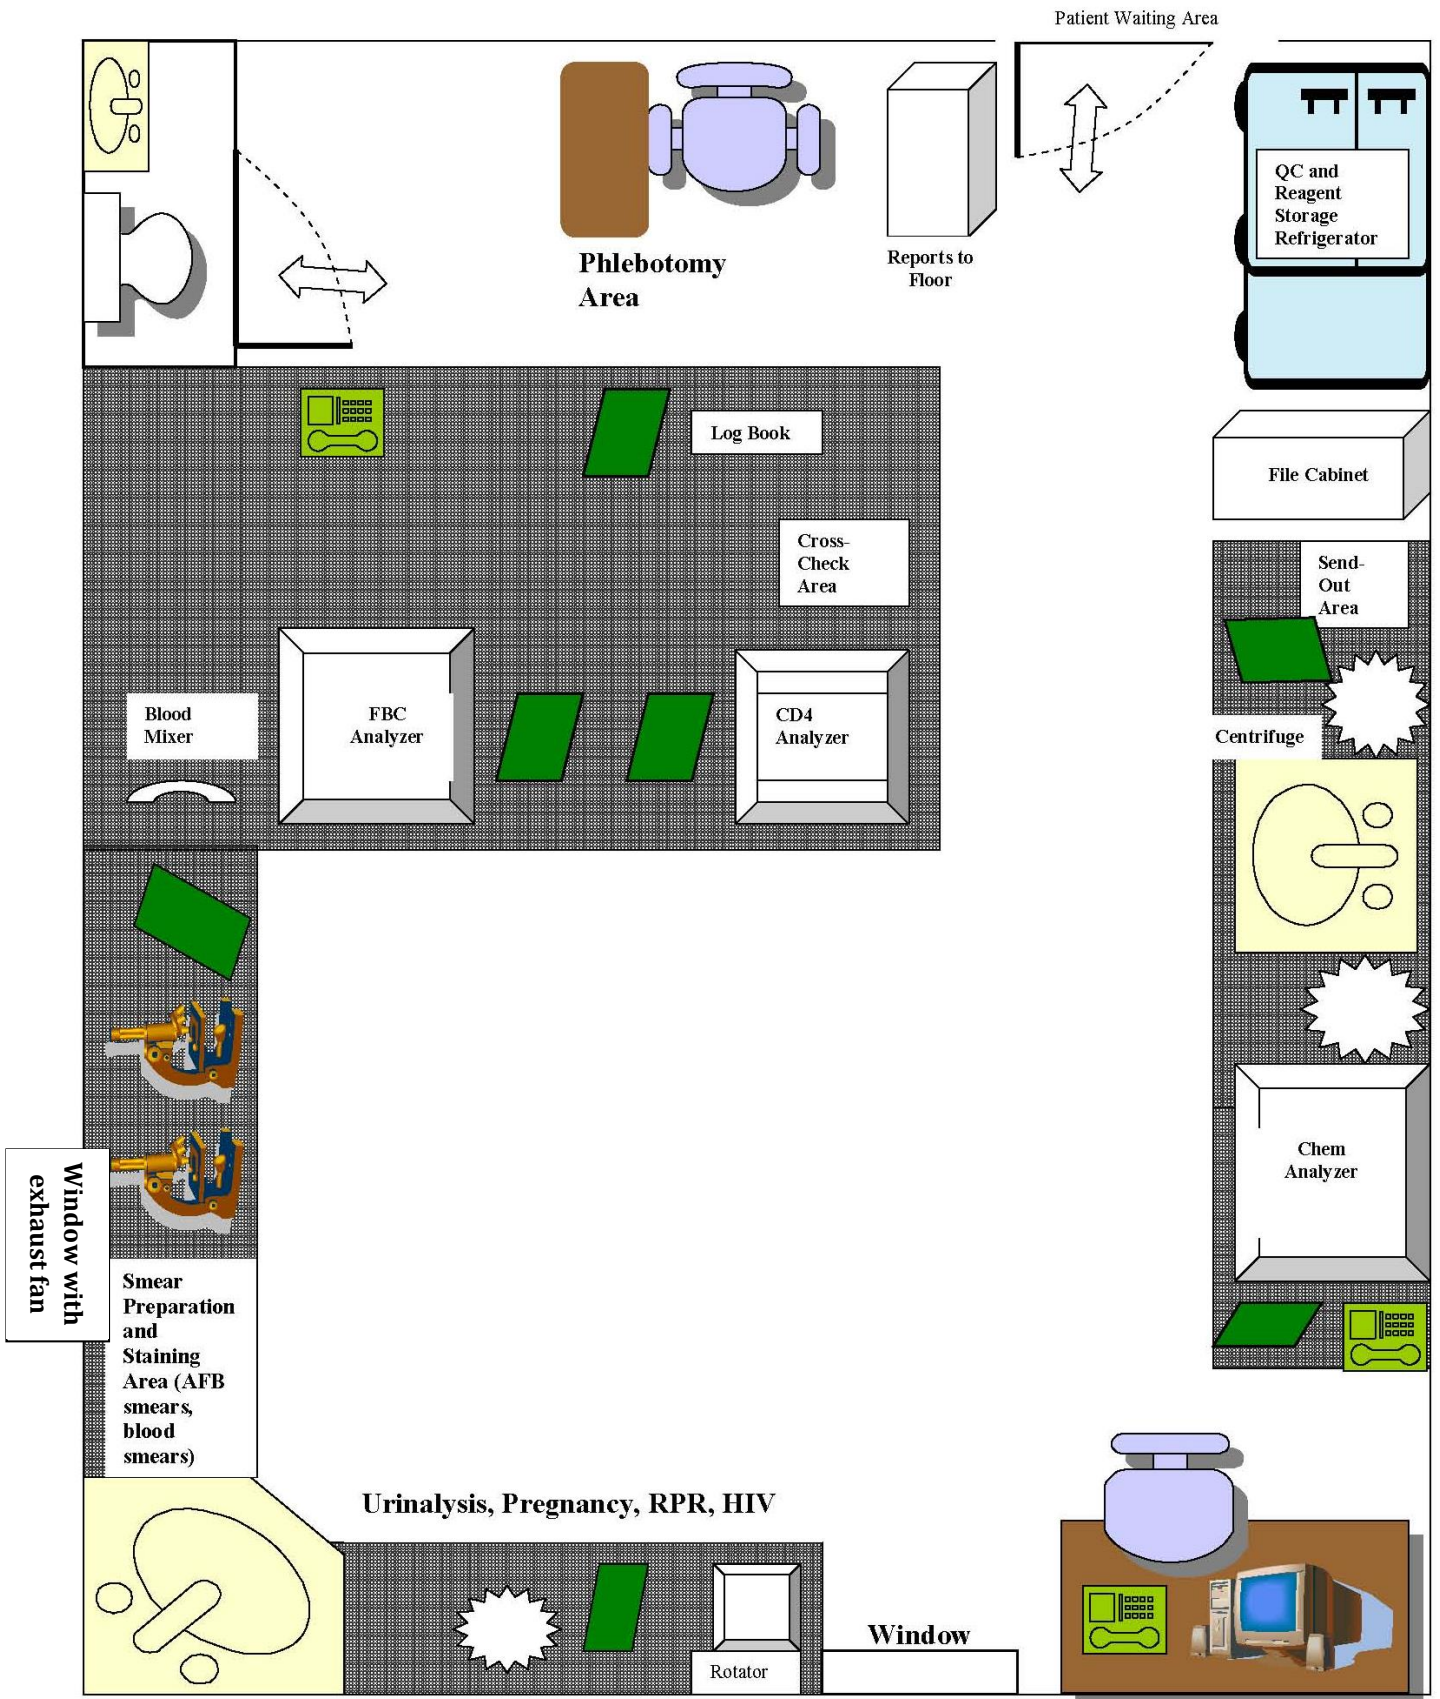 Patient Waiting Area
QC and
Reagent
Storage
Refrigerator
Phlebotomy
Area
Reports to
Floor
Log Book
File Cabinet
Cross-
Check
Area
Send-
Out
Area
Blood
Mixer
FBC
Analyzer
CD4
Analyzer
Centrifuge
Chem
Analyzer
Window with
exhaust fan
Smear
Preparation
and
Staining
Area (AFB
smears,
blood
smears)
Urinalysis, Pregnancy, RPR, HIV
Window
Rotator